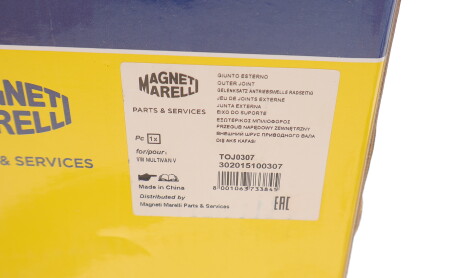 MAGNETI
MARELLI
& SERVICES
MAGNETI
MARELLI
PARTS & SERVICES
GIUNTO ESTERNO
OUTER JOINT
GELENKSATZ ANTRIEBSWELLE RADSEITIG
JEU DE JOINTS EXTERNE
JUNTA EXTERNA
EIXO DO SUPORTE
ΕΞΩΤΕΡΙΚΟΣ ΜΠΙΛΙΟΦΟΡΟΣ
PRZEGUB NAPĘDOWY ZEWNĘTRZNY
ВНЕШНИЙ ШРУС ПРИВОДНОГО ВАЛА
DIŞ AKS KAFASI
Pc 1x
for/pour:
VW MULTIVAN V
TOJ0307
302015100307
Made in China
Distributed by
Magneti Marelli Parts & Services
8001063733849
EAC